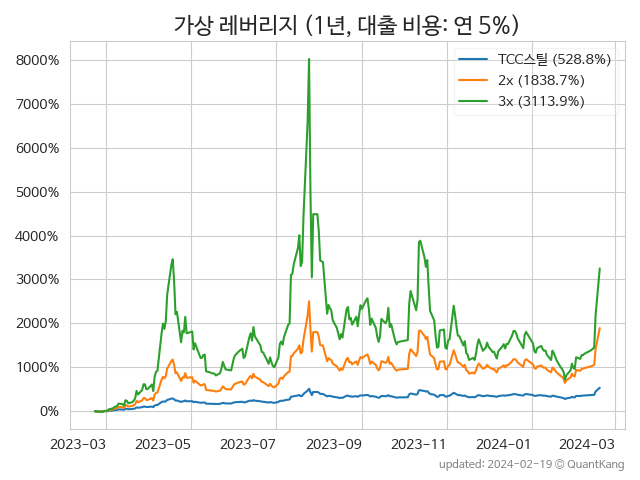 가상 레버리지 (1년, 대출 비용: 연 5%)
TCC스틸 (528.8%)
2x (1838.7%)
3x (3113.9%)
8000%
7000%
6000%
5000%
4000%
3000%
2000%
1000%
0%
2023-03 2023-05 2023-07 2023-09 2023-11 2024-01 2024-03
updated: 2024-02-19 © QuantKang